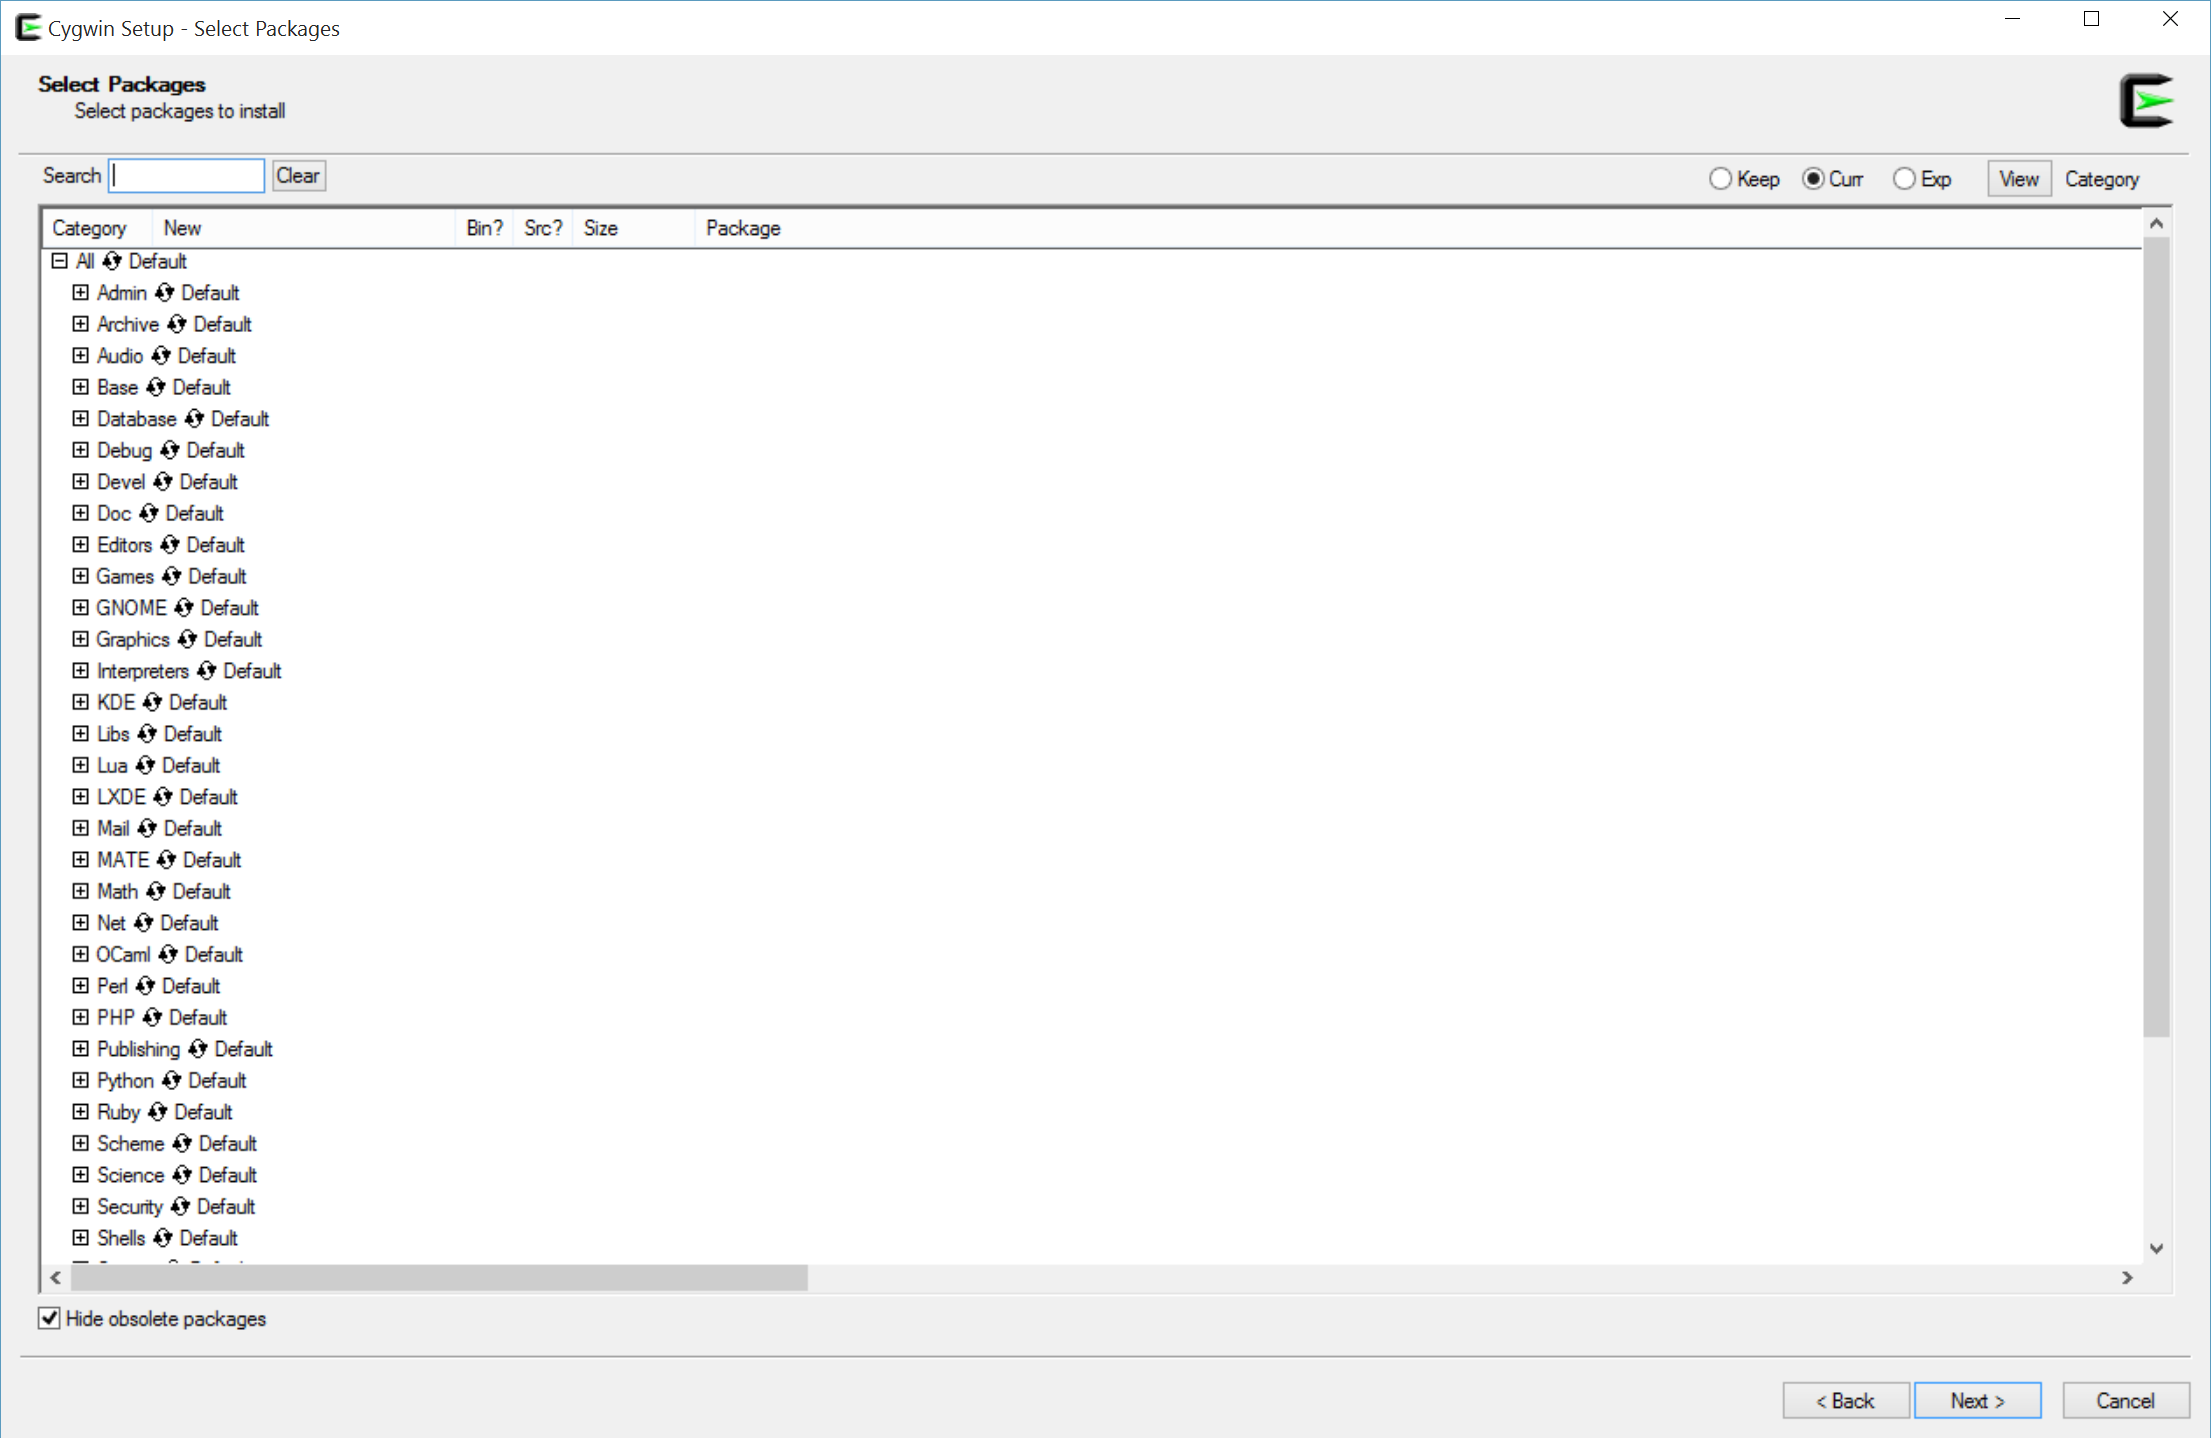 Cygwin Setup - Select Packages
Select Packages
Select packages to install
Search Clear Keep Curr Exp View Category
Category New Bin? Src? Size Package
All Default
Admin Default
Archive Default
Audio Default
Base Default
Database Default
Debug Default
Devel Default
Doc Default
Editors Default
Games Default
GNOME Default
Graphics Default
Interpreters Default
KDE Default
Libs Default
Lua Default
LXDE Default
Mail Default
MATE Default
Math Default
Net Default
OCaml Default
Perl Default
PHP Default
Publishing Default
Python Default
Ruby Default
Scheme Default
Science Default
Security Default
Shells Default
Hide obsolete packages
< Back Next > Cancel